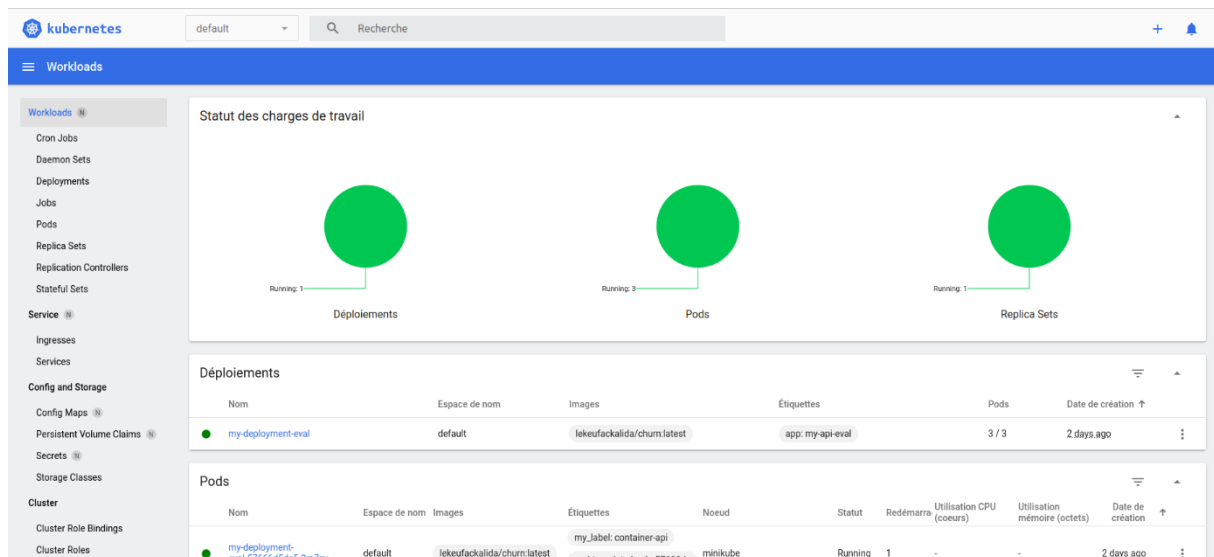 kubernetes
default
Recherche
Workloads
Workloads N
Cron Jobs
Daemon Sets
Deployments
Jobs
Pods
Replica Sets
Replication Controllers
Stateful Sets
Service N
Ingresses
Services
Config and Storage
Config Maps N
Persistent Volume Claims N
Secrets N
Storage Classes
Cluster
Cluster Role Bindings
Cluster Roles
Statut des charges de travail
Running: 1
Running: 3
Running: 1
Déploiements
Pods
Replica Sets
Déploiements
Nom Espace de nom Images Étiquettes Pods Date de création
my-deployment-eval default lekeufackalida/churn:latest app: my-api-eval 3 / 3 2 days ago
Pods
Nom Espace de nom Images Étiquettes Noeud Statut Redémarra Utilisation CPU (coeurs) Utilisation mémoire (octets) Date de création
my_label: container-api
my-deployment-
default lekeufackalida/churn:latest minikube Running 1 - - 2 days ago